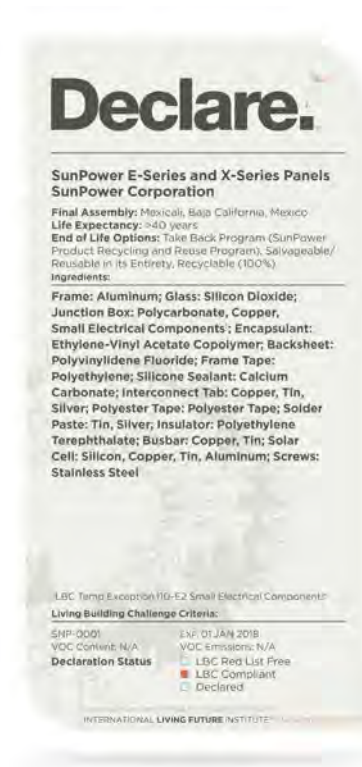 Declare.
SunPower E-Series and X-Series Panels
SunPower Corporation
Final Assembly: Mexicali, Baja California, Mexico
Life Expectancy: >40 years
End of Life Options: Take Back Program (SunPower
Product Recycling and Reuse Program), Salvageable/
Reusable in its Entirety, Recyclable (100%)
Ingredients:
Frame: Aluminum; Glass: Silicon Dioxide;
Junction Box: Polycarbonate, Copper,
Small Electrical Components¹; Encapsulant:
Ethylene-Vinyl Acetate Copolymer; Backsheet:
Polyvinylidene Fluoride; Frame Tape:
Polyethylene; Silicone Sealant: Calcium
Carbonate; Interconnect Tab: Copper, Tin,
Silver; Polyester Tape: Polyester Tape; Solder
Paste: Tin, Silver; Insulator: Polyethylene
Terephthalate; Busbar: Copper, Tin; Solar
Cell: Silicon, Copper, Tin, Aluminum; Screws:
Stainless Steel
¹LBC Temp Exception I10-E2 Small Electrical Components
Living Building Challenge Criteria:
SNP-0001 EXP. 01 JAN 2018
VOC Content: N/A VOC Emissions: N/A
Declaration Status LBC Red List Free
LBC Compliant
Declared
INTERNATIONAL LIVING FUTURE INSTITUTE